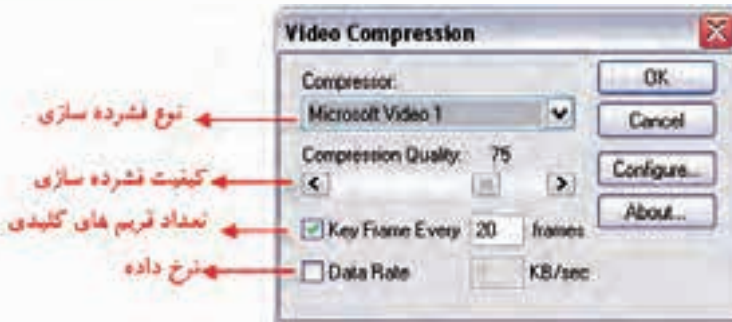 Video Compression
Compressor:
OK
نوع فشرده سازی
Microsoft Video 1
Cancel
Compression Quality: 75
Configure...
کیفیت فشرده سازی
About...
تعداد فریم های کلیدی
Key Frame Every 20 frames
نرخ داده
Data Rate KB/sec